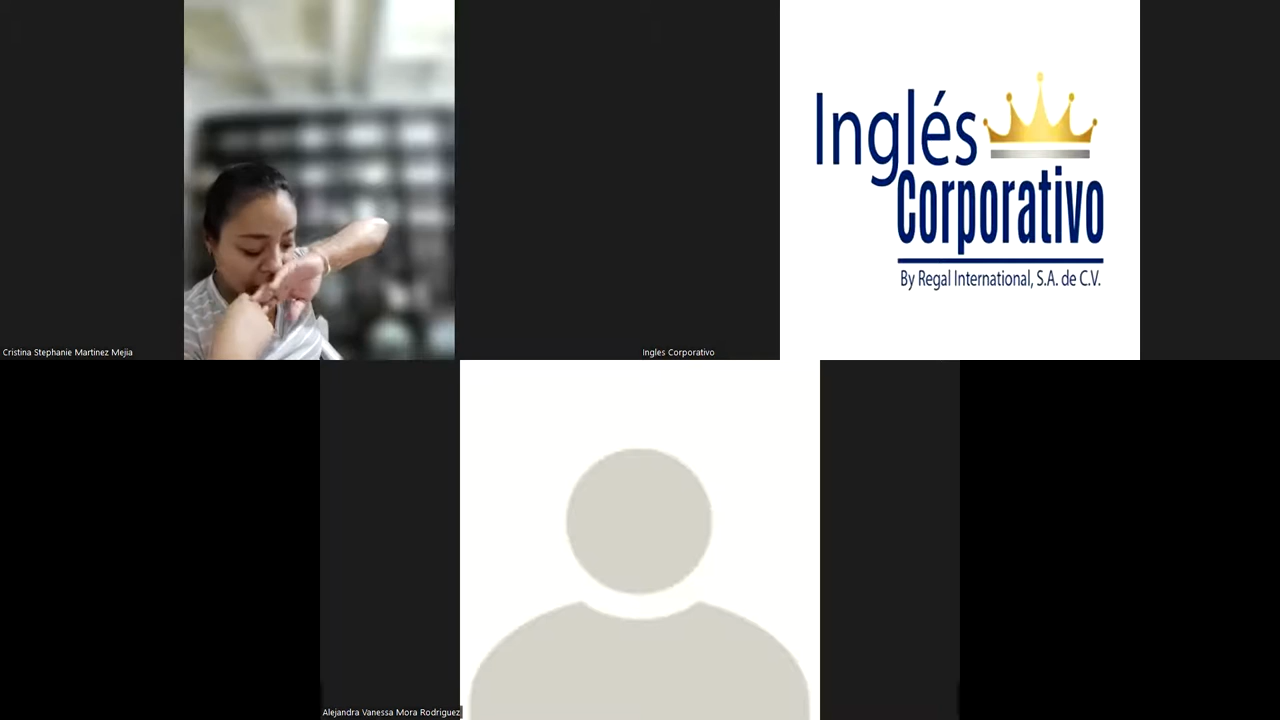 Inglés
Corporativo
By Regal International, S.A. de C.V.
Cristina Stephanie Martinez Mejia
Ingles Corporativo
Alejandra Vanessa Mora Rodriguez